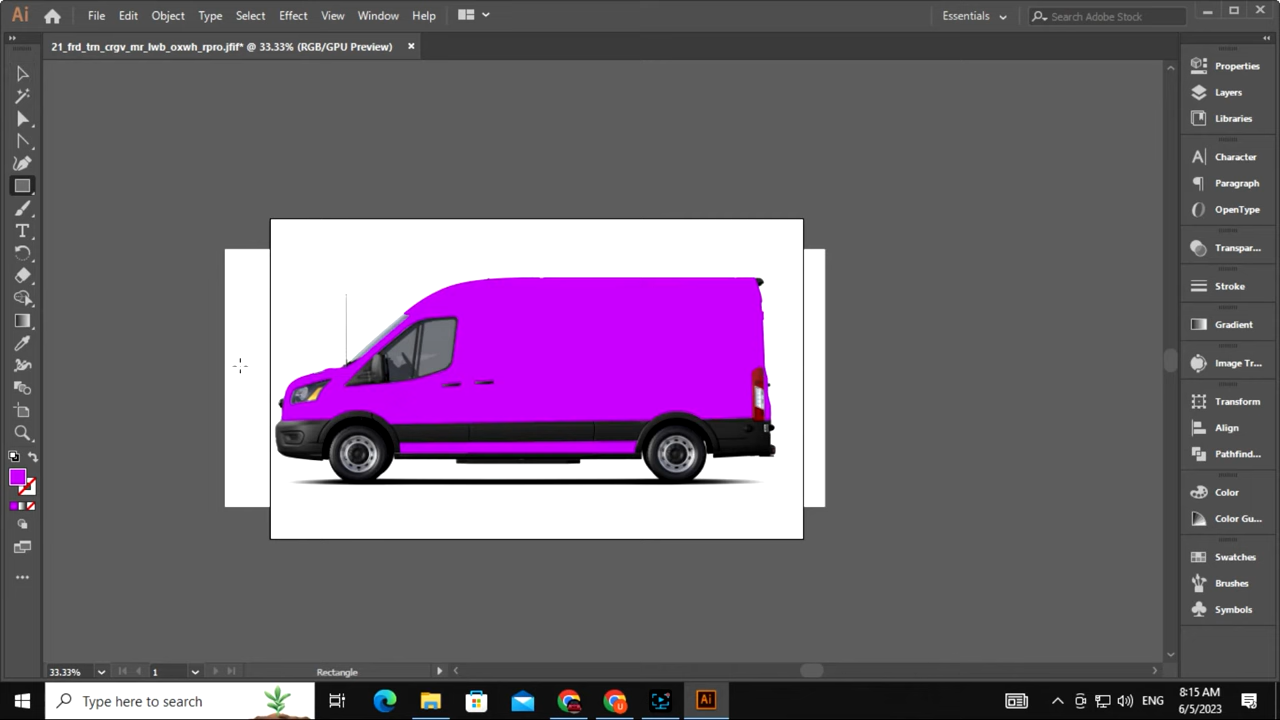 Ai File Edit Object Type Select Effect View Window Help Essentials Search Adobe Stock
21_frd_trn_crgv_mr_lwb_oxwh_rpro.jfif* @ 33.33% (RGB/GPU Preview)
Properties
Layers
Libraries
Character
Paragraph
OpenType
Transpar...
Stroke
Gradient
Image Tr...
Transform
Align
Pathfind...
Color
Color Gu...
Swatches
Brushes
Symbols
33.33% 1 Rectangle
Type here to search
Ai
ENG
8:15 AM
6/5/2023